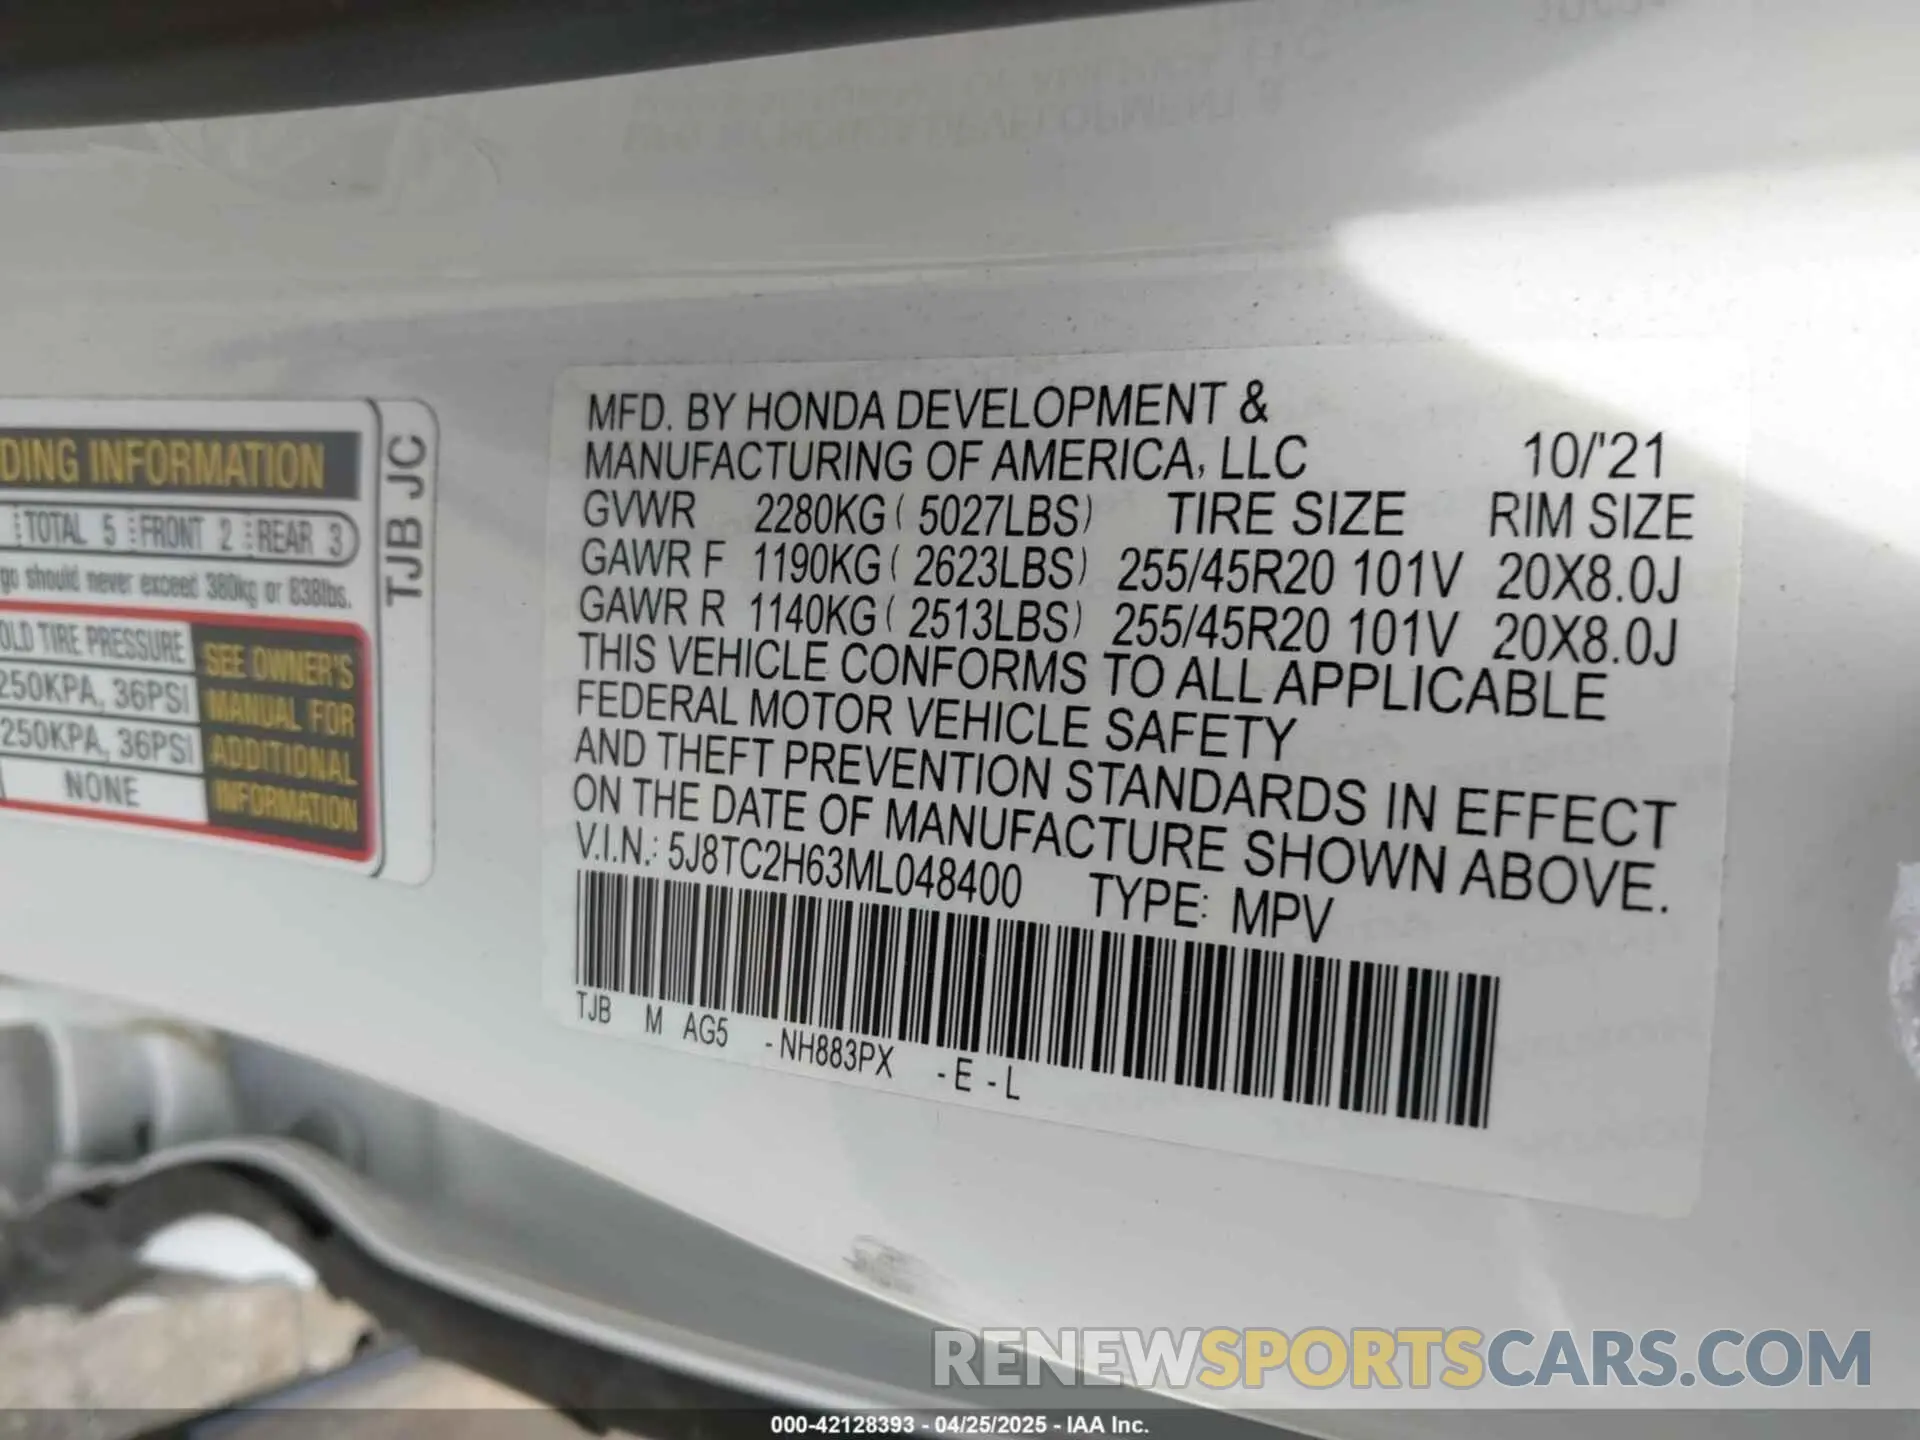 DING INFORMATION
TOTAL 5 FRONT 2 REAR 3
go should never exceed 380kg or 838lbs.
OLD TIRE PRESSURE
250KPA, 36PSI
250KPA, 36PSI
NONE
SEE OWNER'S
MANUAL FOR
ADDITIONAL
INFORMATION
TJB JC
MFD. BY HONDA DEVELOPMENT &
MANUFACTURING OF AMERICA, LLC 10/'21
GVWR 2280KG ( 5027LBS) TIRE SIZE RIM SIZE
GAWR F 1190KG ( 2623LBS) 255/45R20 101V 20X8.0J
GAWR R 1140KG ( 2513LBS) 255/45R20 101V 20X8.0J
THIS VEHICLE CONFORMS TO ALL APPLICABLE
FEDERAL MOTOR VEHICLE SAFETY
AND THEFT PREVENTION STANDARDS IN EFFECT
ON THE DATE OF MANUFACTURE SHOWN ABOVE.
V.I.N.: 5J8TC2H63ML048400 TYPE: MPV
TJB M AG5 -NH883PX -E-L
RENEWSPORTSCARS.COM
000-42128393 - 04/25/2025 - IAA Inc.